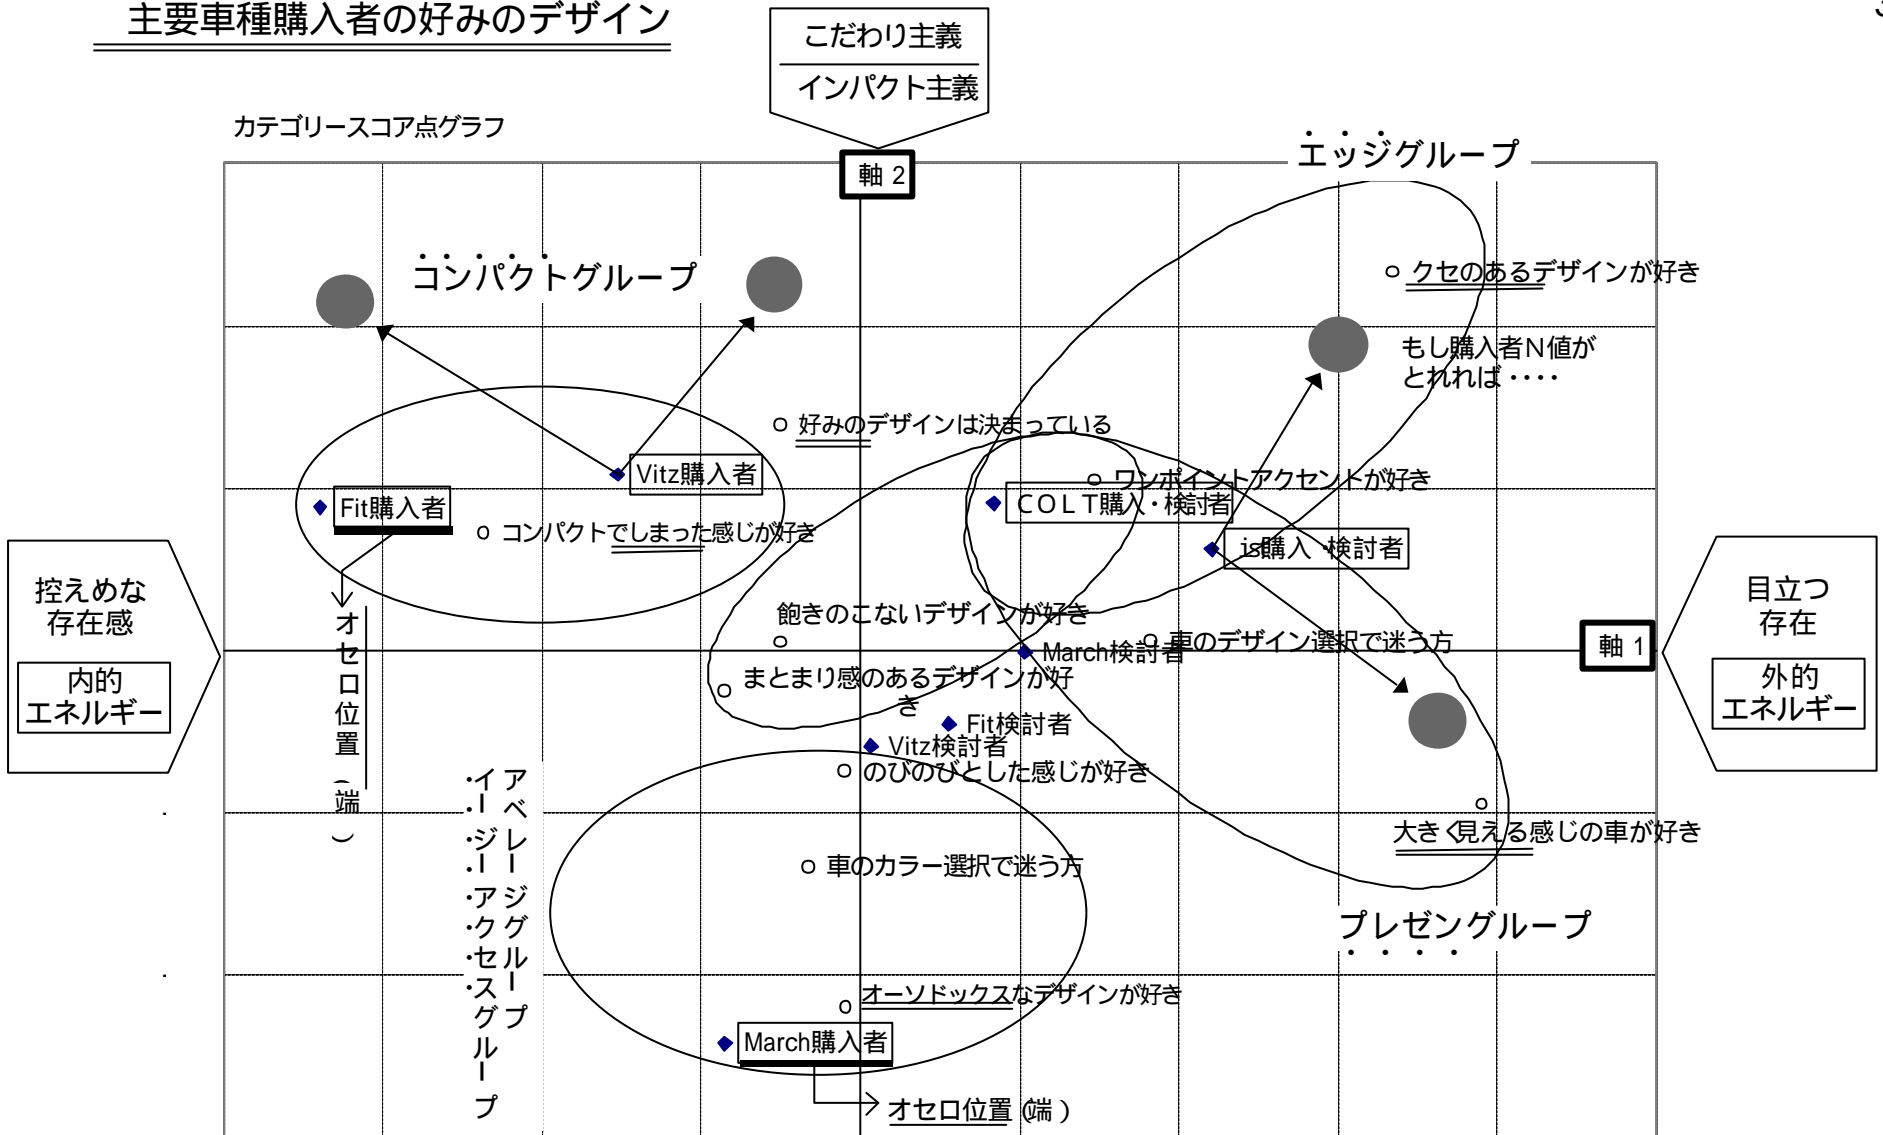 主要車種購入者の好みのデザイン
こだわり主義
インパクト主義
カテゴリースコア点グラフ
エッジグループ
軸 2
コンパクトグループ
クセのあるデザインが好き
もし購入者N値が
とれれば‥‥
好みのデザインは決まっている
Vitz購入者
ワンポイントアクセントが好き
Fit購入者
COLT購入・検討者
コンパクトでしまった感じが好き
is購入・検討者
控えめな
存在感
内的
エネルギー
目立つ
存在
外的
エネルギー
オセロ位置(端)
飽きのこないデザインが好き
車のデザイン選択で迷う方
軸 1
March検討者
まとまり感のあるデザインが好
き
Fit検討者
Vitz検討者
のびのびとした感じが好き
アベレージグループ
イージーアクセスグループ
大きく見える感じの車が好き
車のカラー選択で迷う方
プレゼングループ
オーソドックスなデザインが好き
March購入者
オセロ位置(端)